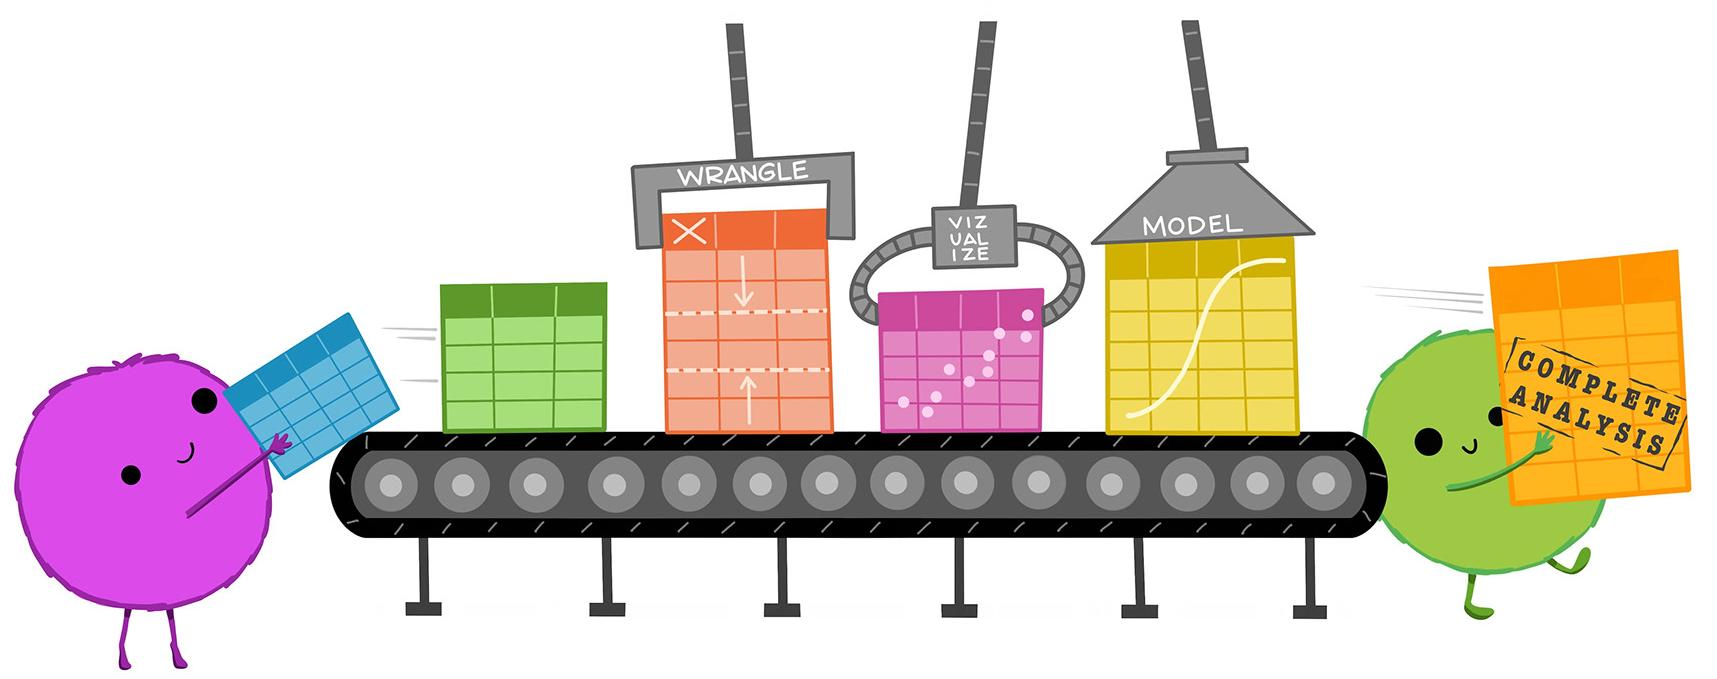 WRANGLE
VIZ
UAL
IZE
MODEL
COMPLETE
ANALYSIS